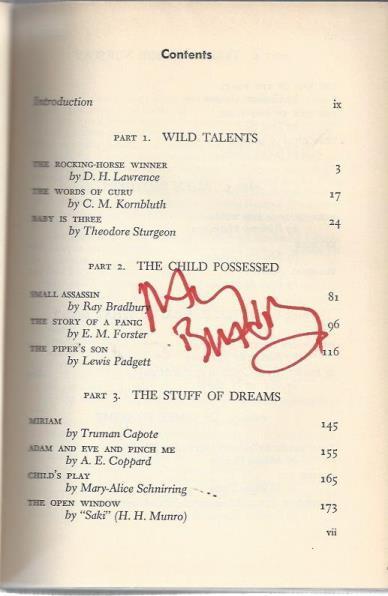 Contents
Introduction ix
PART 1. WILD TALENTS
THE ROCKING-HORSE WINNER 3
by D. H. Lawrence
THE WORDS OF GURU 17
by C. M. Kornbluth
BABY IS THREE 24
by Theodore Sturgeon
PART 2. THE CHILD POSSESSED
SMALL ASSASSIN 81
by Ray Bradbury
Ray
Bradbury
THE STORY OF A PANIC 96
by E. M. Forster
THE PIPER'S SON 116
by Lewis Padgett
PART 3. THE STUFF OF DREAMS
MIRIAM 145
by Truman Capote
ADAM AND EVE AND PINCH ME 155
by A. E. Coppard
CHILD'S PLAY 165
by Mary-Alice Schnirring
THE OPEN WINDOW 173
by "Saki" (H. H. Munro)
vii